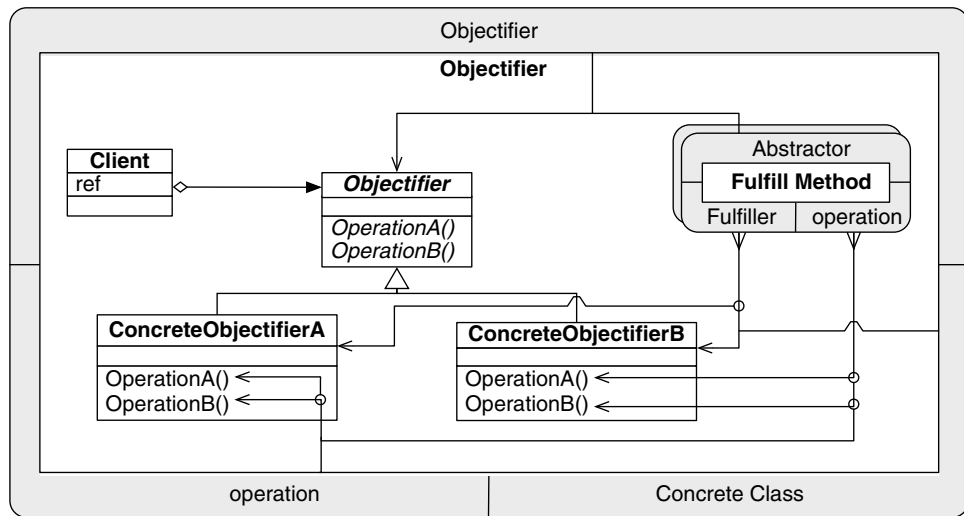 Objectifier
Objectifier
Client
ref
Objectifier
OperationA()
OperationB()
Abstractor
Fulfill Method
Fulfiller
operation
ConcreteObjectifierA
OperationA()
OperationB()
ConcreteObjectifierB
OperationA()
OperationB()
operation
Concrete Class